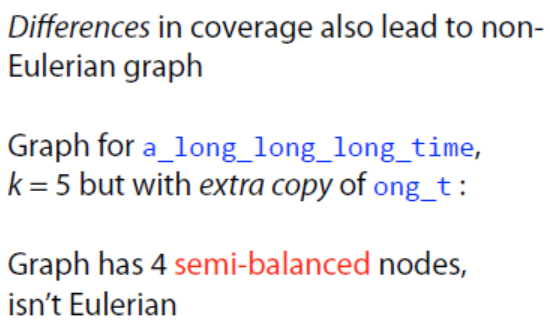 Differences in coverage also lead to non-
Eulerian graph
Graph for a_long_long_long_time,
k = 5 but with extra copy of ong_t :
Graph has 4 semi-balanced nodes,
isn't Eulerian